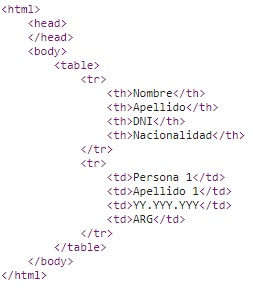 <html>
<head>
</head>
<body>
<table>
<tr>
<th>Nombre</th>
<th>Apellido</th>
<th>DNI</th>
<th>Nacionalidad</th>
</tr>
<tr>
<td>Persona 1</td>
<td>Apellido 1</td>
<td>YY.YYY.YYY</td>
<td>ARG</td>
</tr>
</table>
</body>
</html>